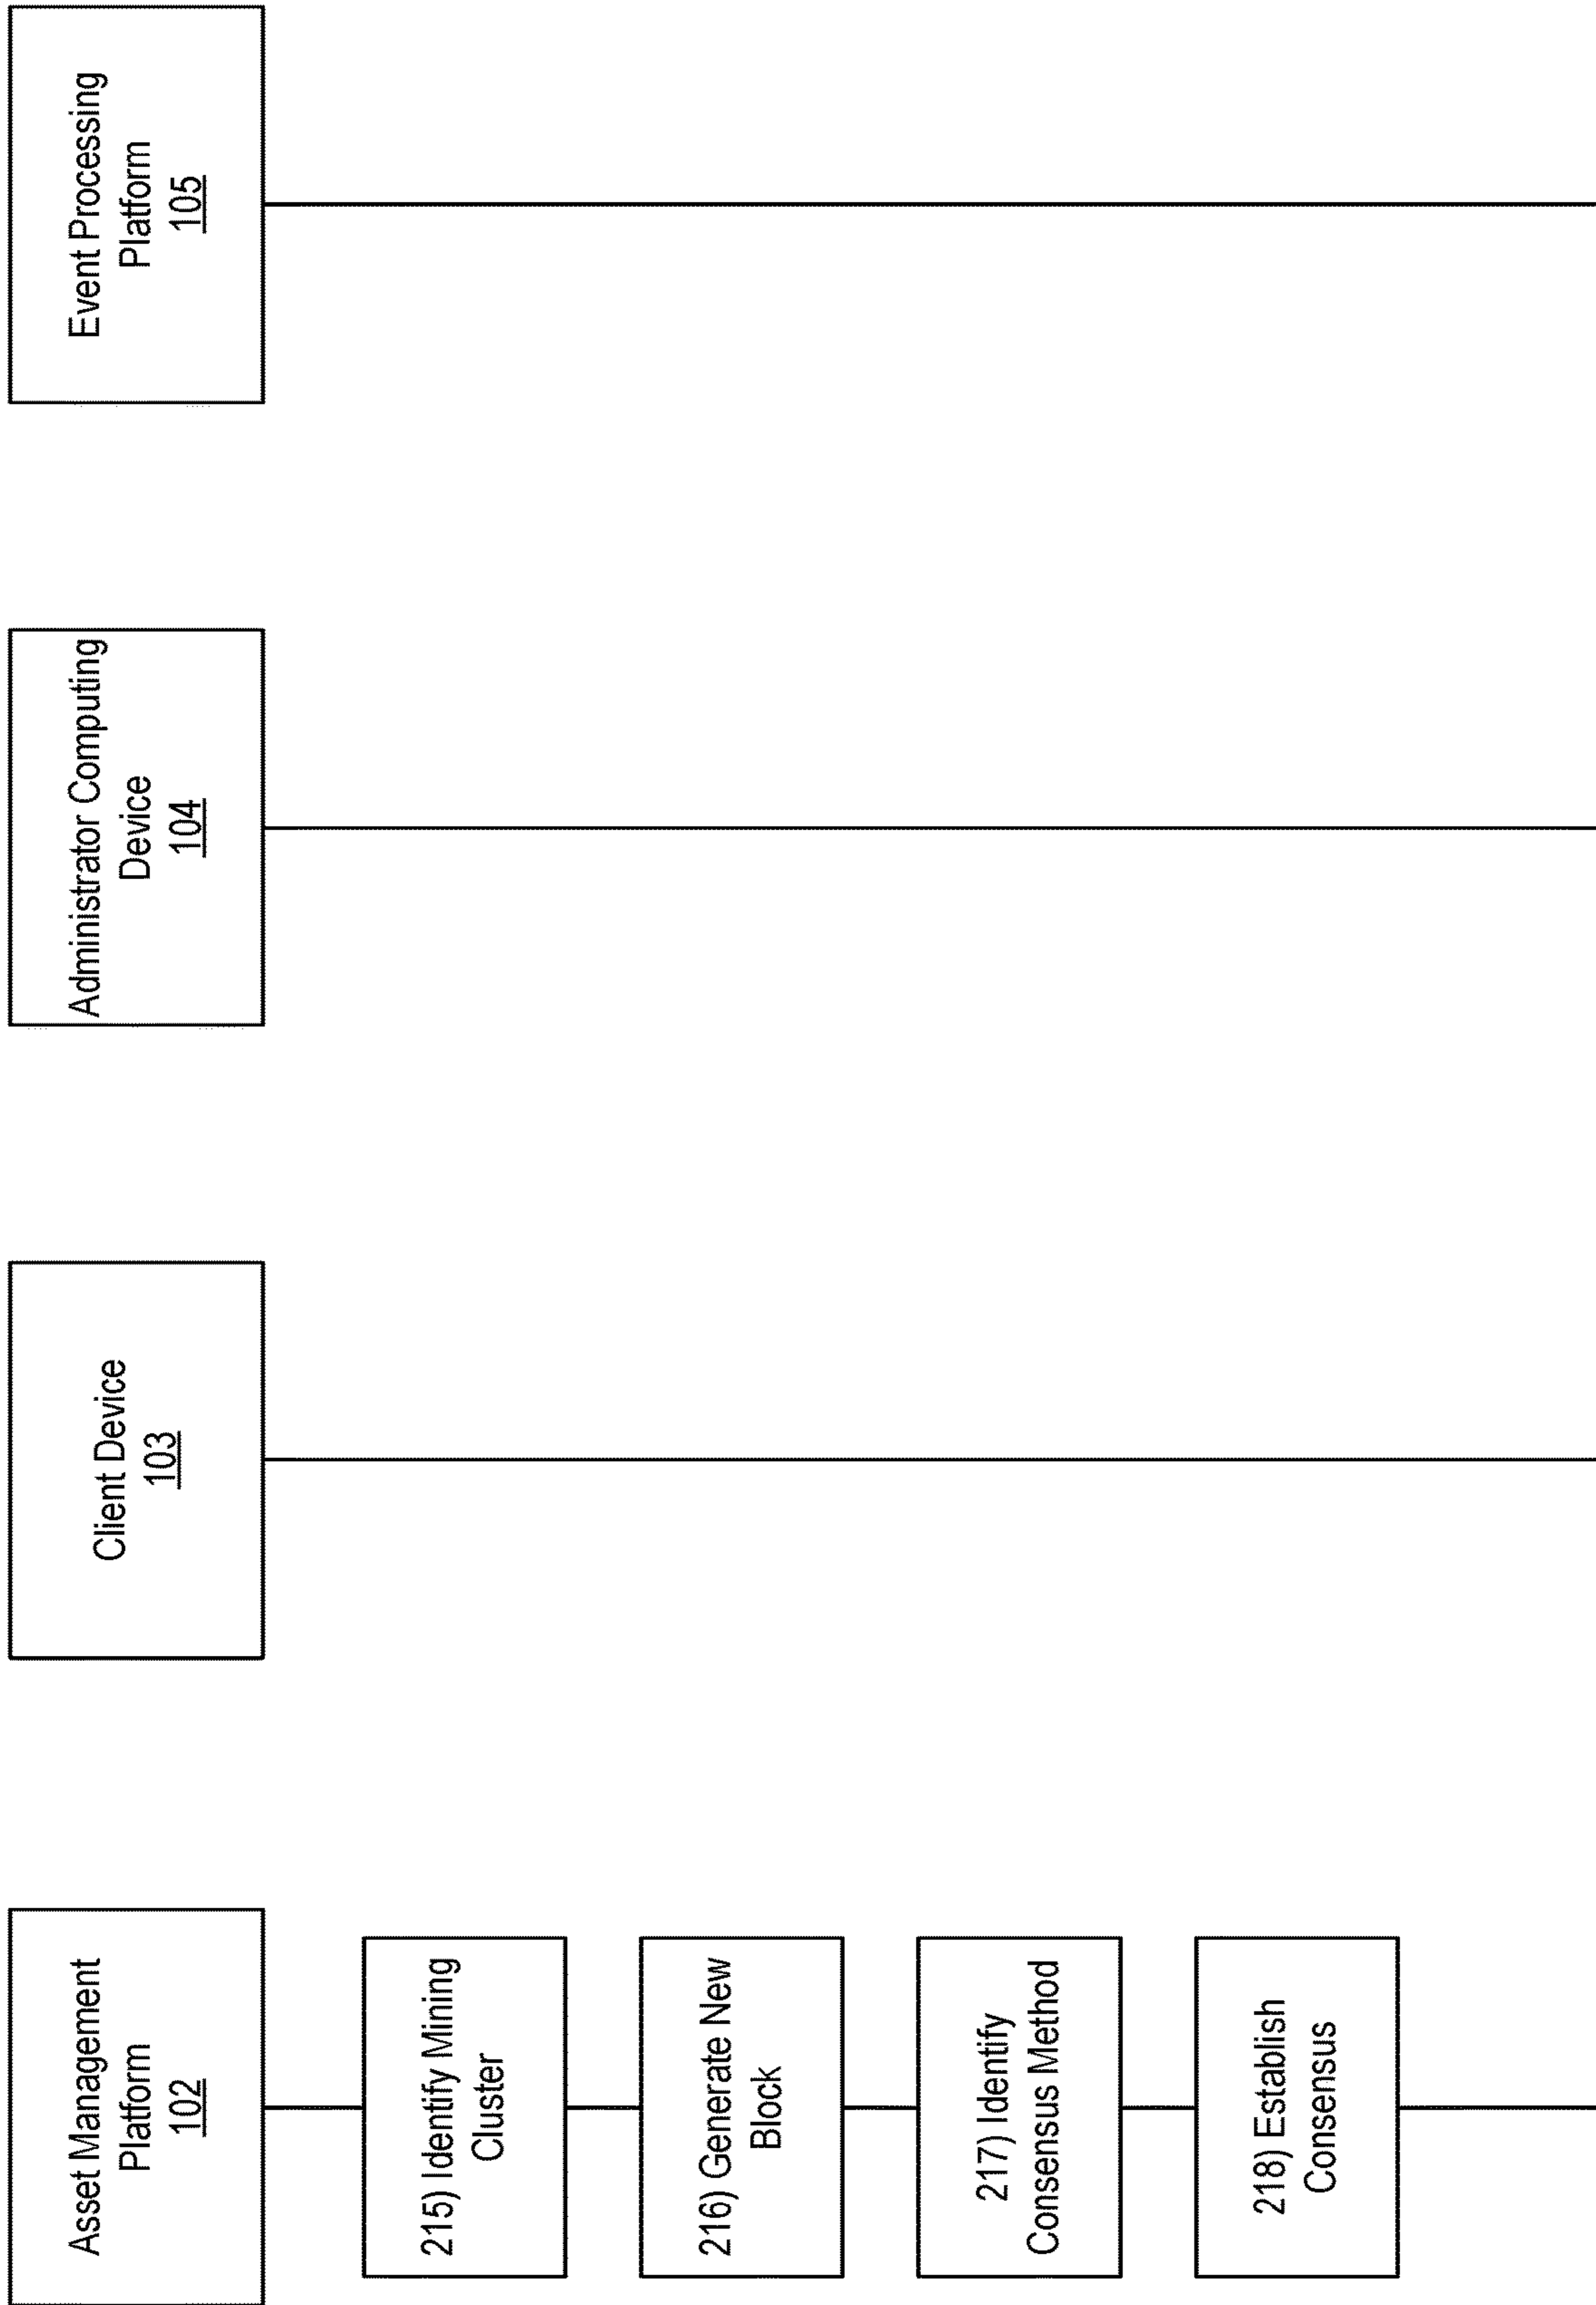 Asset Management
Platform
102
Client Device
103
Administrator Computing
Device
104
Event Processing
Platform
105
215) Identify Mining
Cluster
216) Generate New
Block
217) Identify
Consensus Method
218) Establish
Consensus